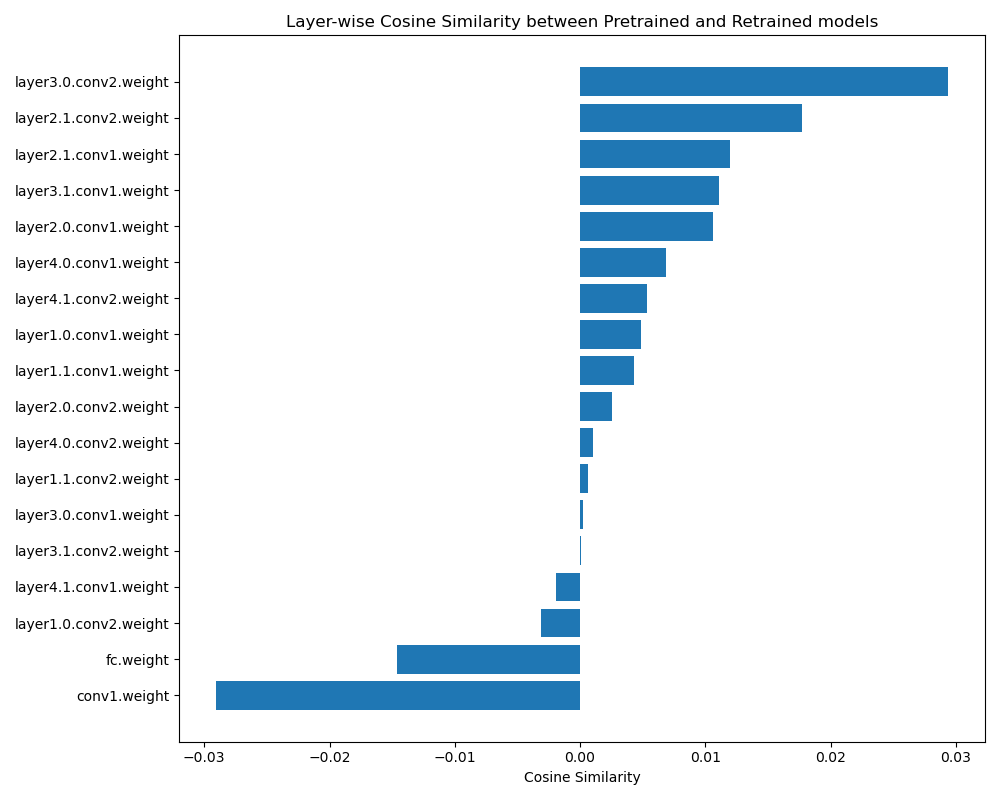 Layer-wise Cosine Similarity between Pretrained and Retrained models
layer3.0.conv2.weight
layer2.1.conv2.weight
layer2.1.conv1.weight
layer3.1.conv1.weight
layer2.0.conv1.weight
layer4.0.conv1.weight
layer4.1.conv2.weight
layer1.0.conv1.weight
layer1.1.conv1.weight
layer2.0.conv2.weight
layer4.0.conv2.weight
layer1.1.conv2.weight
layer3.0.conv1.weight
layer3.1.conv2.weight
layer4.1.conv1.weight
layer1.0.conv2.weight
fc.weight
conv1.weight
−0.03 −0.02 −0.01 0.00 0.01 0.02 0.03
Cosine Similarity